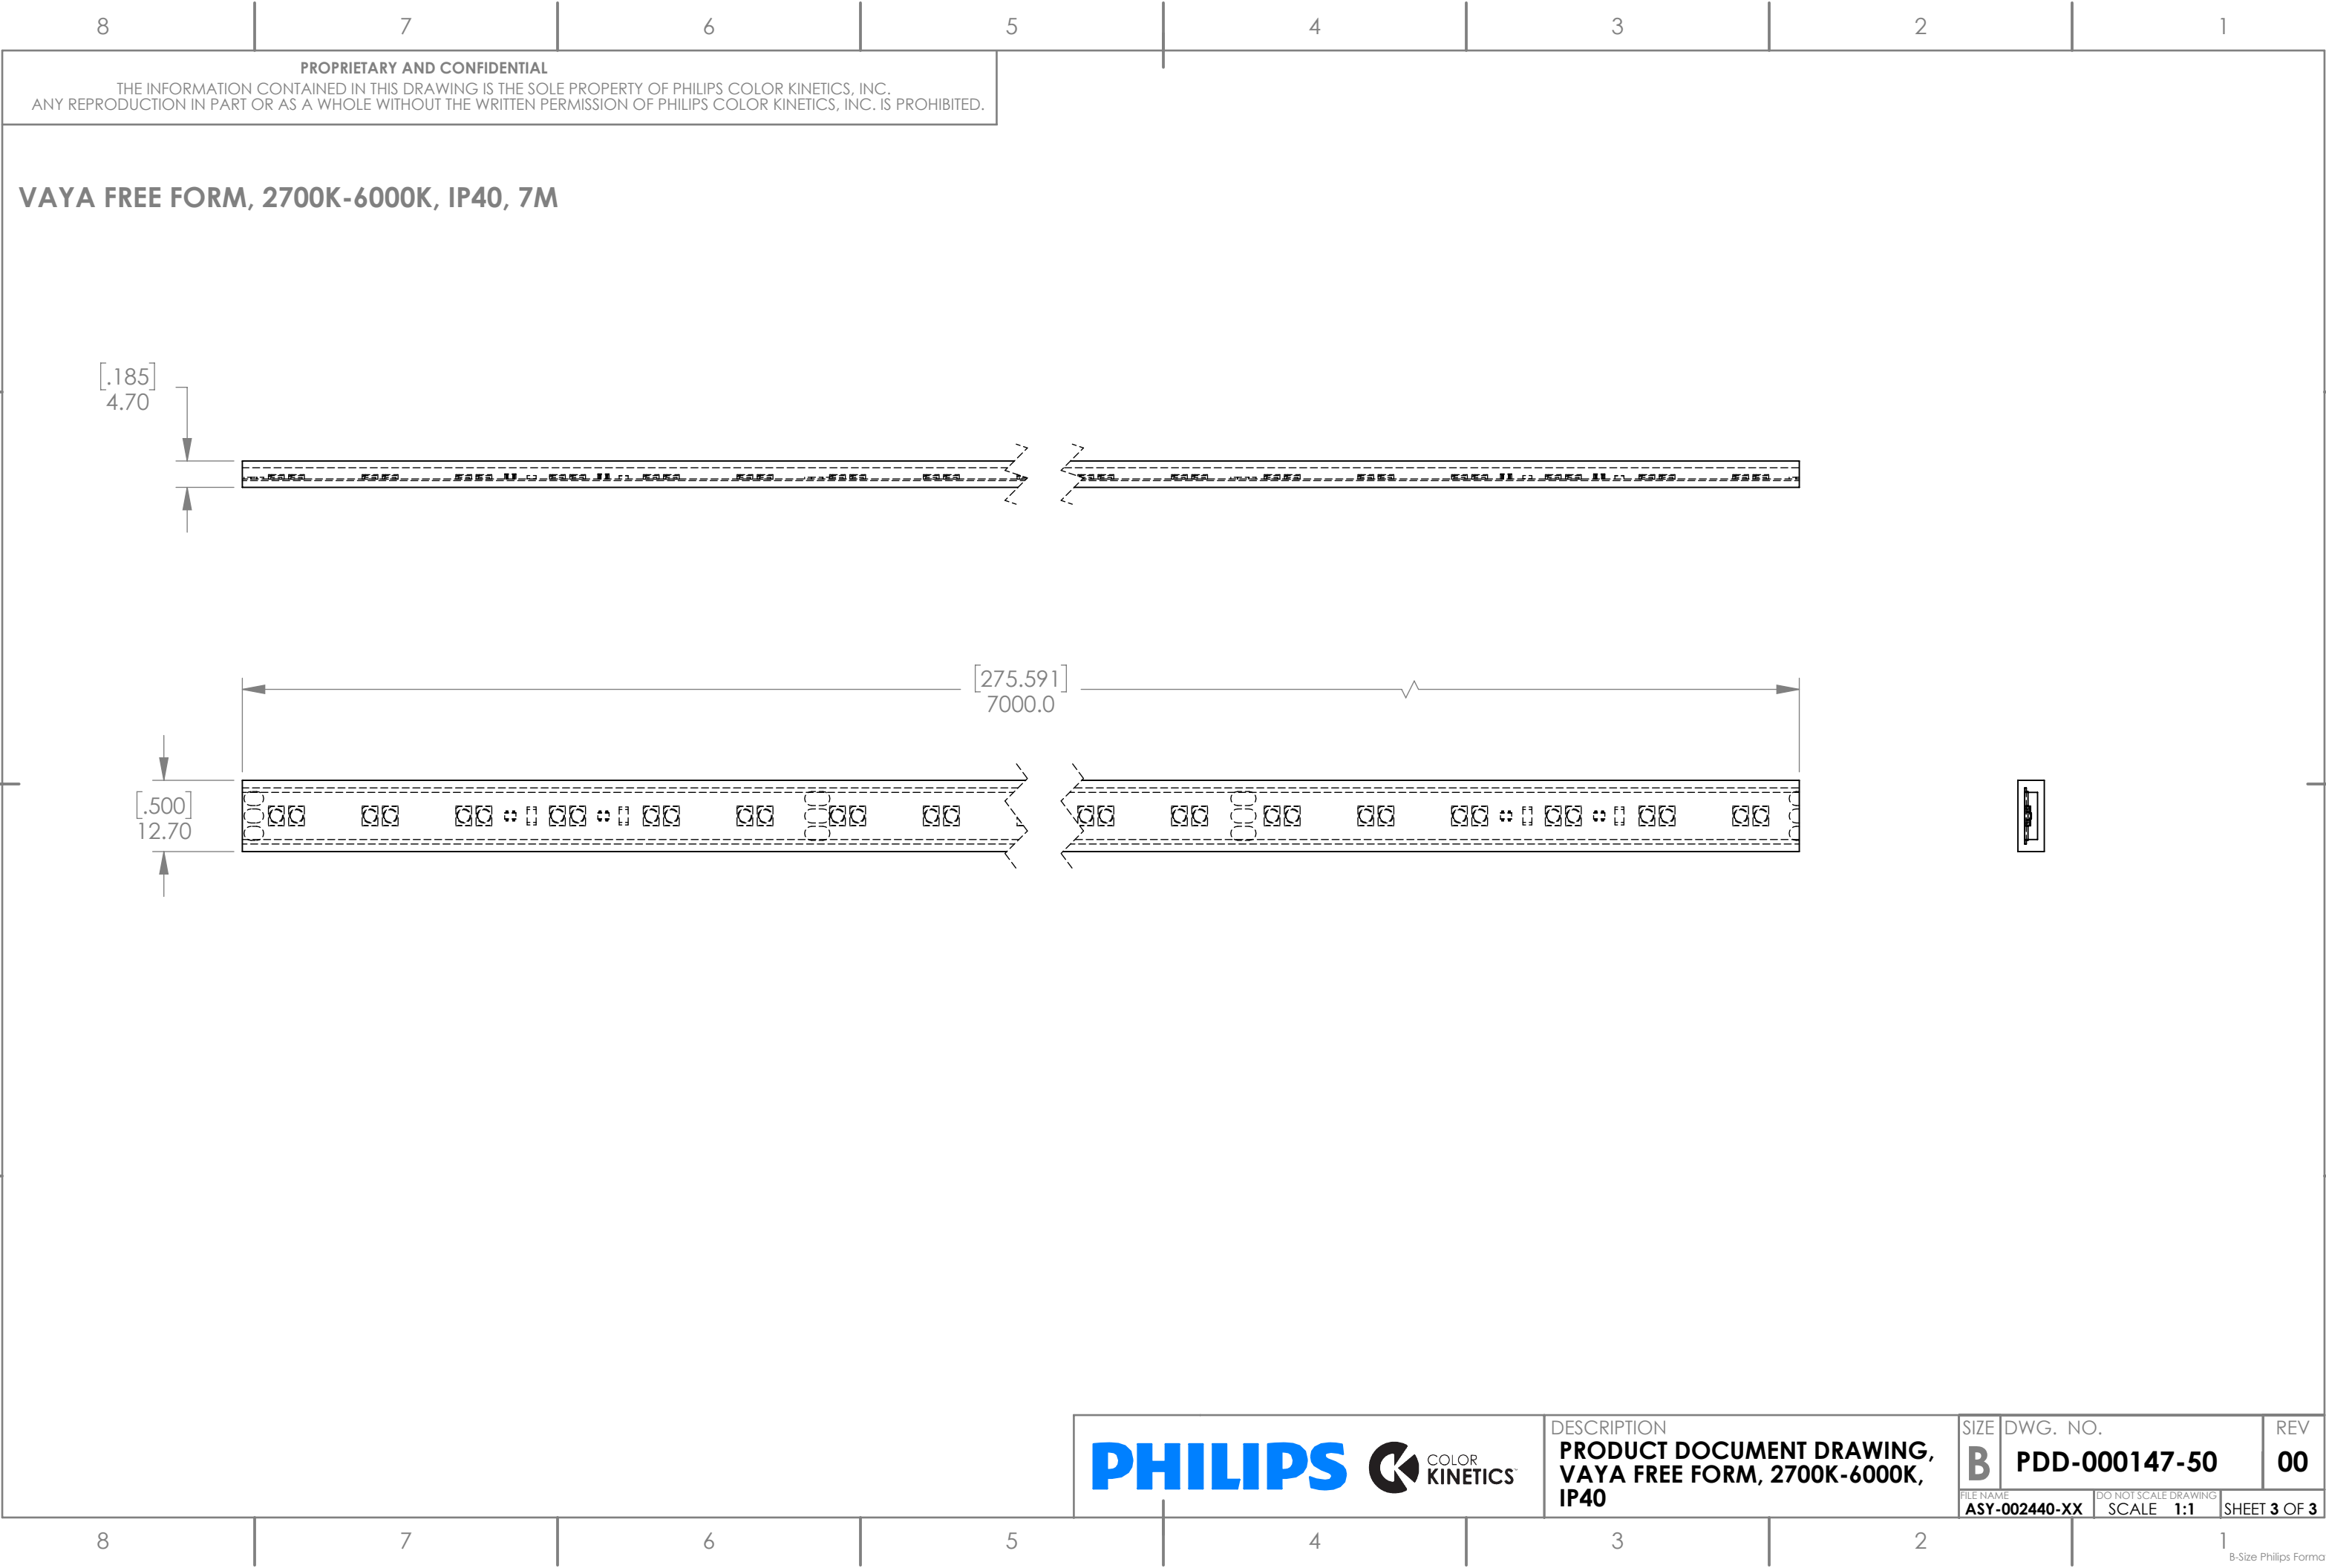 8 7 6 5 4 3 2 1
PROPRIETARY AND CONFIDENTIAL
THE INFORMATION CONTAINED IN THIS DRAWING IS THE SOLE PROPERTY OF PHILIPS COLOR KINETICS, INC.
ANY REPRODUCTION IN PART OR AS A WHOLE WITHOUT THE WRITTEN PERMISSION OF PHILIPS COLOR KINETICS, INC. IS PROHIBITED.
VAYA FREE FORM, 2700K-6000K, IP40, 7M
[.185]
4.70
[275.591]
7000.0
[.500]
12.70
PHILIPS
COLOR
KINETICS™
DESCRIPTION
PRODUCT DOCUMENT DRAWING,
VAYA FREE FORM, 2700K-6000K,
IP40
SIZE
B
DWG. NO.
PDD-000147-50
REV
00
FILE NAME
ASY-002440-XX
DO NOT SCALE DRAWING
SCALE 1:1
SHEET 3 OF 3
8 7 6 5 4 3 2 1
B-Size Philips Forma